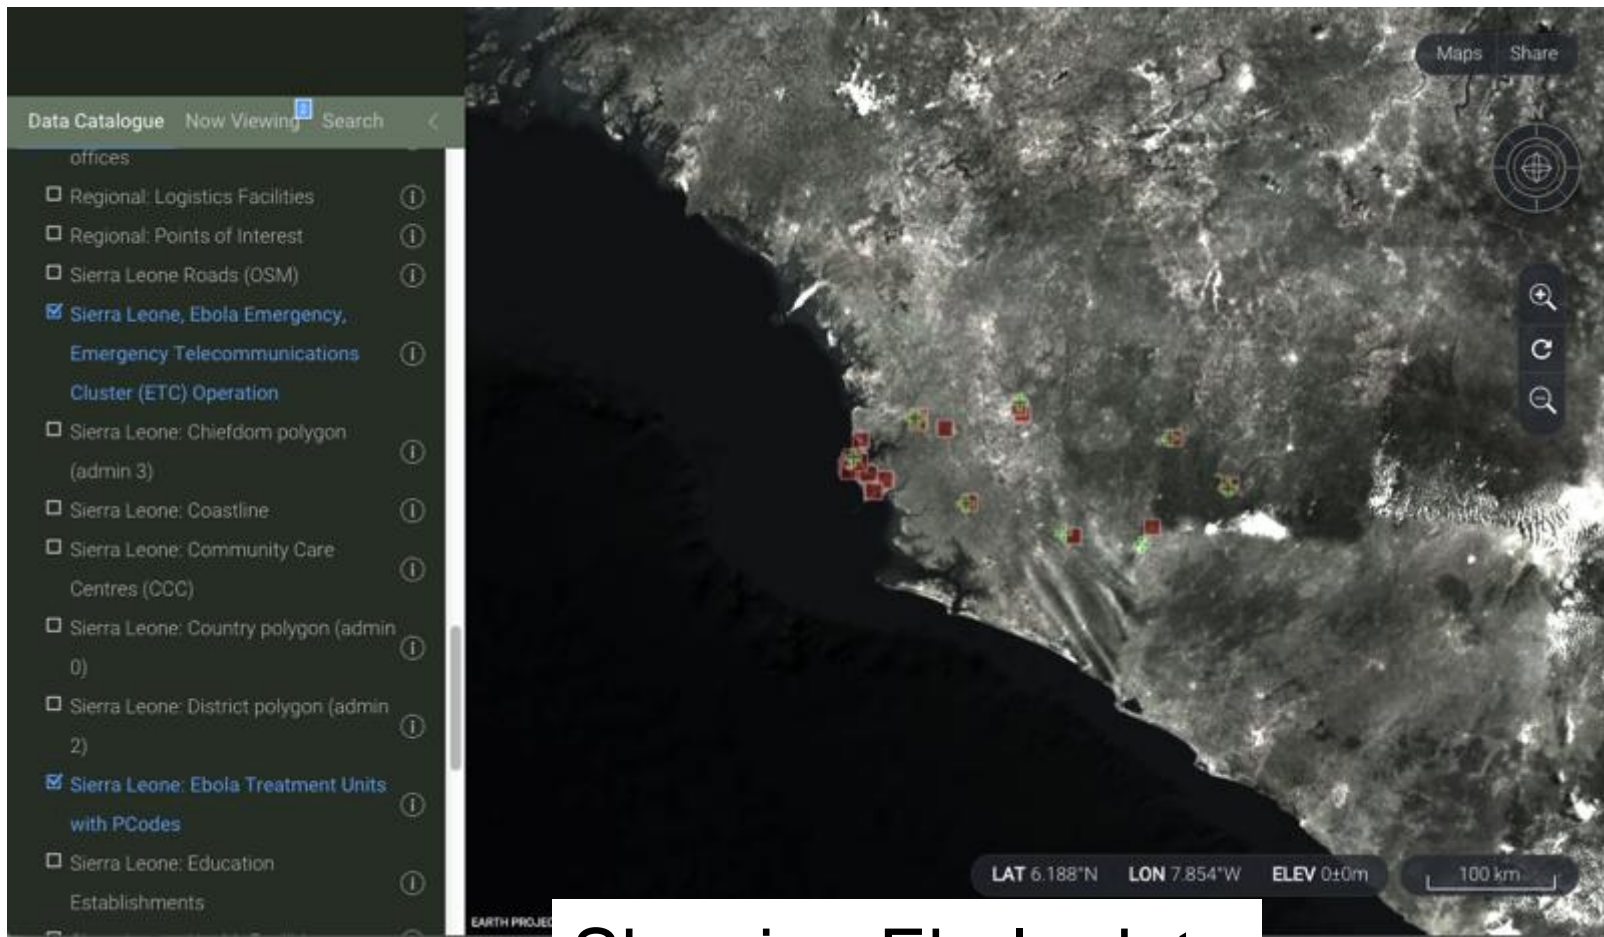 Data Catalogue Now Viewing 2 Search
offices
Regional: Logistics Facilities
Regional: Points of Interest
Sierra Leone Roads (OSM)
Sierra Leone, Ebola Emergency,
Emergency Telecommunications
Cluster (ETC) Operation
Sierra Leone: Chiefdom polygon
(admin 3)
Sierra Leone: Coastline
Sierra Leone: Community Care
Centres (CCC)
Sierra Leone: Country polygon (admin
0)
Sierra Leone: District polygon (admin
2)
Sierra Leone: Ebola Treatment Units
with PCodes
Sierra Leone: Education
Establishments
Maps Share
N
LAT 6.188°N LON 7.854°W ELEV 0±0m
100 km
EARTH PROJEC